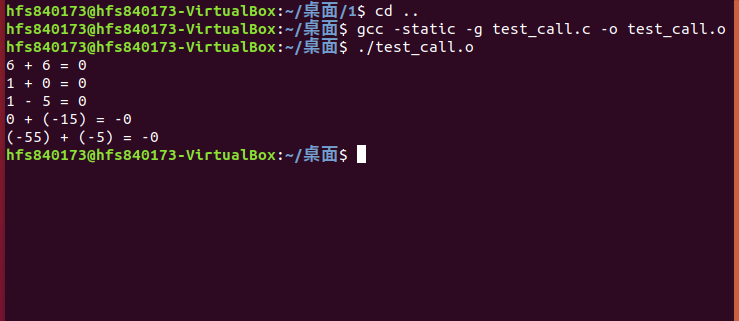 hfs840173@hfs840173-VirtualBox:~/桌面/1$ cd ..
hfs840173@hfs840173-VirtualBox:~/桌面$ gcc -static -g test_call.c -o test_call.o
hfs840173@hfs840173-VirtualBox:~/桌面$ ./test_call.o
6 + 6 = 0
1 + 0 = 0
1 - 5 = 0
0 + (-15) = -0
(-55) + (-5) = -0
hfs840173@hfs840173-VirtualBox:~/桌面$